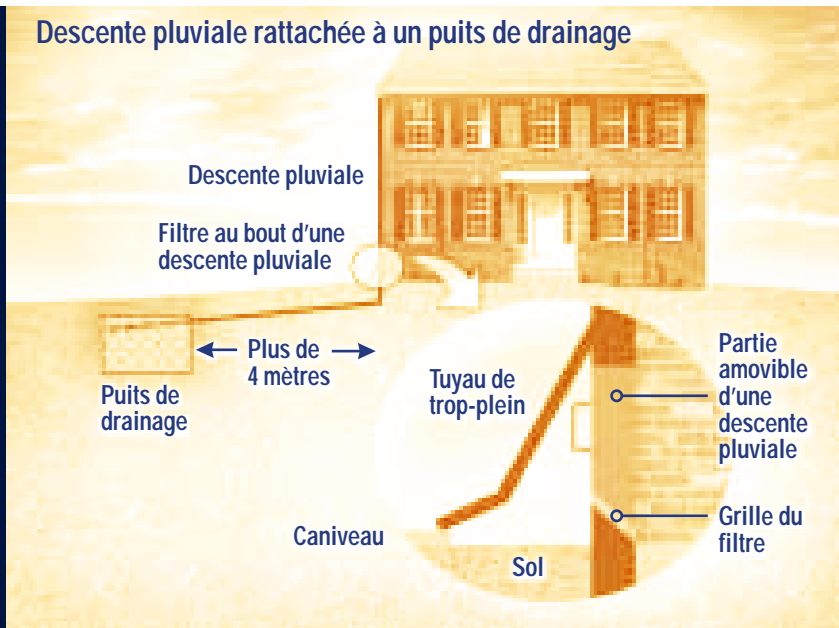 Descente pluviale rattachée à un puits de drainage
Descente pluviale
Filtre au bout d'une
descente pluviale
Plus de
4 mètres
Puits de
drainage
Tuyau de
trop-plein
Partie
amovible
d'une
descente
pluviale
Caniveau
Grille du
filtre
Sol